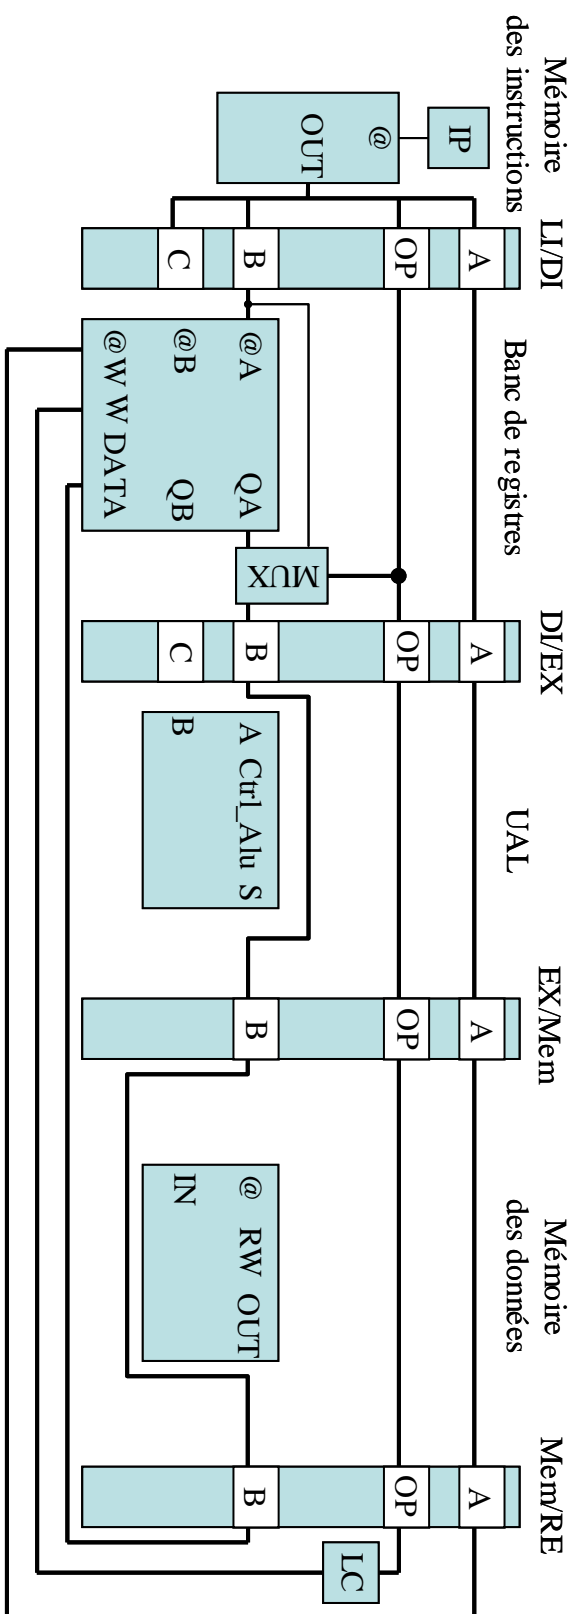 Mémoire
des instructions
LI/DI
Banc de registres
DI/EX
UAL
EX/Mem
Mémoire
des données
Mem/RE
IP
@
OUT
A
OP
B
C
@A
@B
@W W DATA
QA
QB
MUX
A
OP
B
C
A Ctrl_Alu S
B
A
OP
B
@ RW OUT
IN
A
OP
B
LC